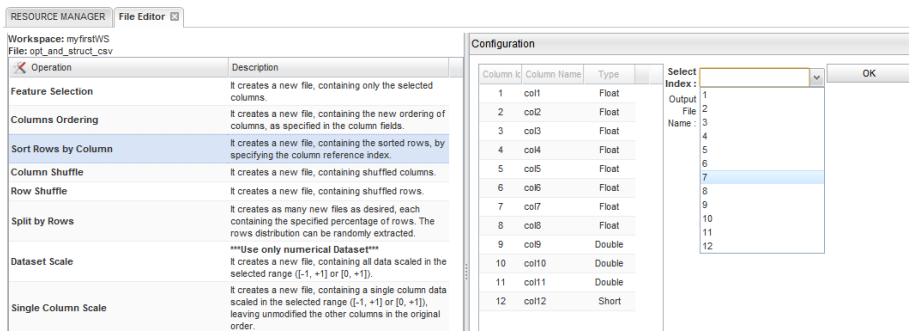 RESOURCE MANAGER
File Editor
Workspace: myfirstWS
File: opt_and_struct_csv
Operation Description
Feature Selection
It creates a new file, containing only the selected
columns.
Columns Ordering
It creates a new file, containing the new ordering of
columns, as specified in the column fields.
Sort Rows by Column
It creates a new file, containing the sorted rows, by
specifying the column reference index.
Column Shuffle
It creates a new file, containing shuffled columns.
Row Shuffle
It creates a new file, containing shuffled rows.
Split by Rows
It creates as many new files as desired, each
containing the specified percentage of rows. The
rows distribution can be randomly extracted.
Dataset Scale
***Use only numerical Dataset***
It creates a new file, containing all data scaled in the
selected range ([-1, +1] or [0, +1]).
Single Column Scale
It creates a new file, containing a single column data
scaled in the selected range ([-1, +1] or [0, +1]),
leaving unmodified the other columns in the original
order.
Configuration
Column Ic Column Name Type
1 col1 Float
2 col2 Float
3 col3 Float
4 col4 Float
5 col5 Float
6 col6 Float
7 col7 Float
8 col8 Float
9 col9 Double
10 col10 Double
11 col11 Double
12 col12 Short
Select
Index :
Output
File
Name :
1
2
3
4
5
6
7
8
9
10
11
12
OK